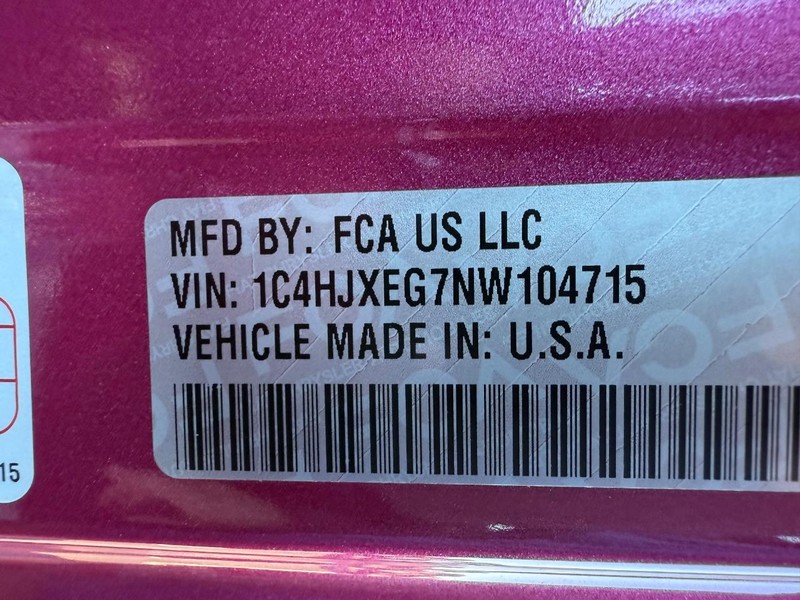 MFD BY: FCA US LLC
VIN: 1C4HJXEG7NW104715
VEHICLE MADE IN: U.S.A.
15